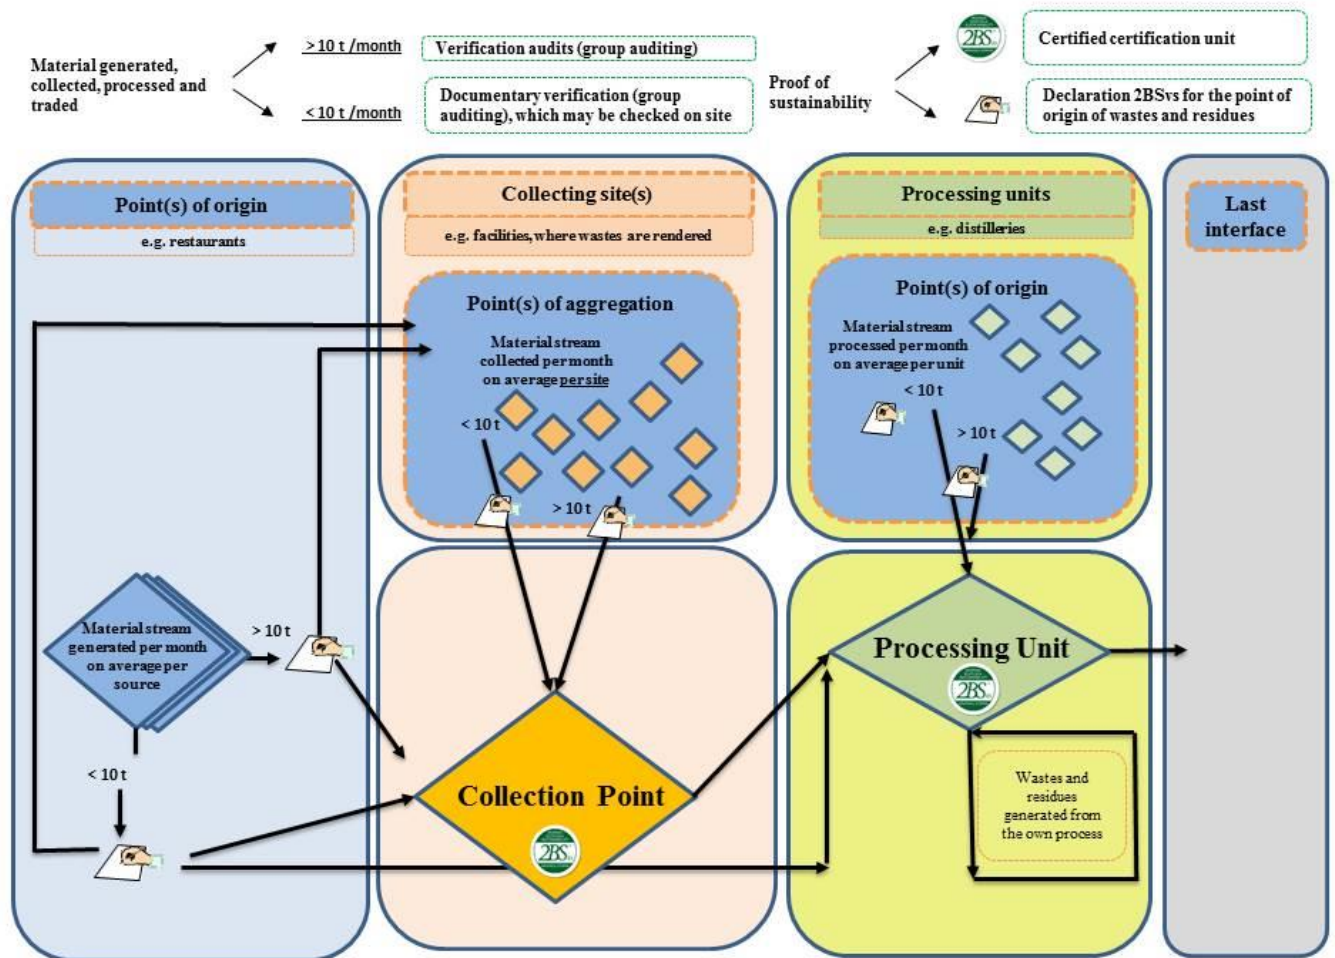 Material generated,
collected, processed and
traded
> 10 t /month
Verification audits (group auditing)
< 10 t /month
Documentary verification (group
auditing), which may be checked on site
Proof of
sustainability
2BS
Certified certification unit
Declaration 2BSvs for the point of
origin of wastes and residues
Point(s) of origin
e.g. restaurants
Collecting site(s)
e.g. facilities, where wastes are rendered
Processing units
e.g. distilleries
Last
interface
Point(s) of aggregation
Material stream
collected per month
on average per site
< 10 t
> 10 t
Point(s) of origin
Material stream
processed per month
on average per unit
< 10 t
> 10 t
Material stream
generated per month
on average per
source
> 10 t
< 10 t
Collection Point
2BS
Processing Unit
2BS
Wastes and
residues
generated from
the own process